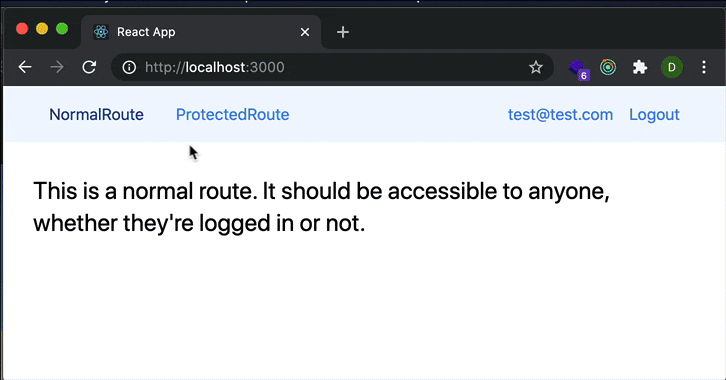 React App
http://localhost:3000
6
D
NormalRoute ProtectedRoute test@test.com Logout
This is a normal route. It should be accessible to anyone,
whether they're logged in or not.